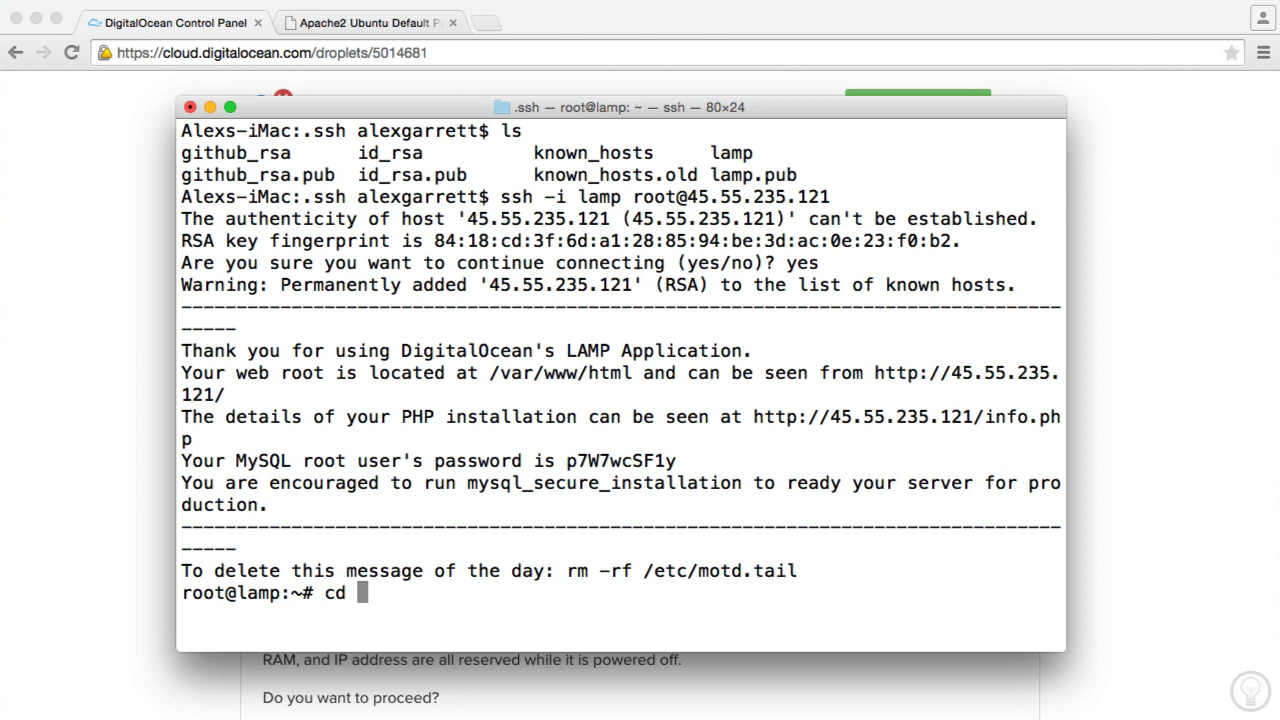 DigitalOcean Control Panel
Apache2 Ubuntu Default P
https://cloud.digitalocean.com/droplets/5014681
.ssh — root@lamp: ~ — ssh — 80×24
Alexs-iMac:.ssh alexgarrett$ ls
github_rsa id_rsa known_hosts lamp
github_rsa.pub id_rsa.pub known_hosts.old lamp.pub
Alexs-iMac:.ssh alexgarrett$ ssh -i lamp root@45.55.235.121
The authenticity of host '45.55.235.121 (45.55.235.121)' can't be established.
RSA key fingerprint is 84:18:cd:3f:6d:a1:28:85:94:be:3d:ac:0e:23:f0:b2.
Are you sure you want to continue connecting (yes/no)? yes
Warning: Permanently added '45.55.235.121' (RSA) to the list of known hosts.
--------------------------------------------------------------------------------
-----
Thank you for using DigitalOcean's LAMP Application.
Your web root is located at /var/www/html and can be seen from http://45.55.235.
121/
The details of your PHP installation can be seen at http://45.55.235.121/info.ph
p
Your MySQL root user's password is p7W7wcSF1y
You are encouraged to run mysql_secure_installation to ready your server for pro
duction.
--------------------------------------------------------------------------------
-----
To delete this message of the day: rm -rf /etc/motd.tail
root@lamp:~# cd
RAM, and IP address are all reserved while it is powered off.
Do you want to proceed?